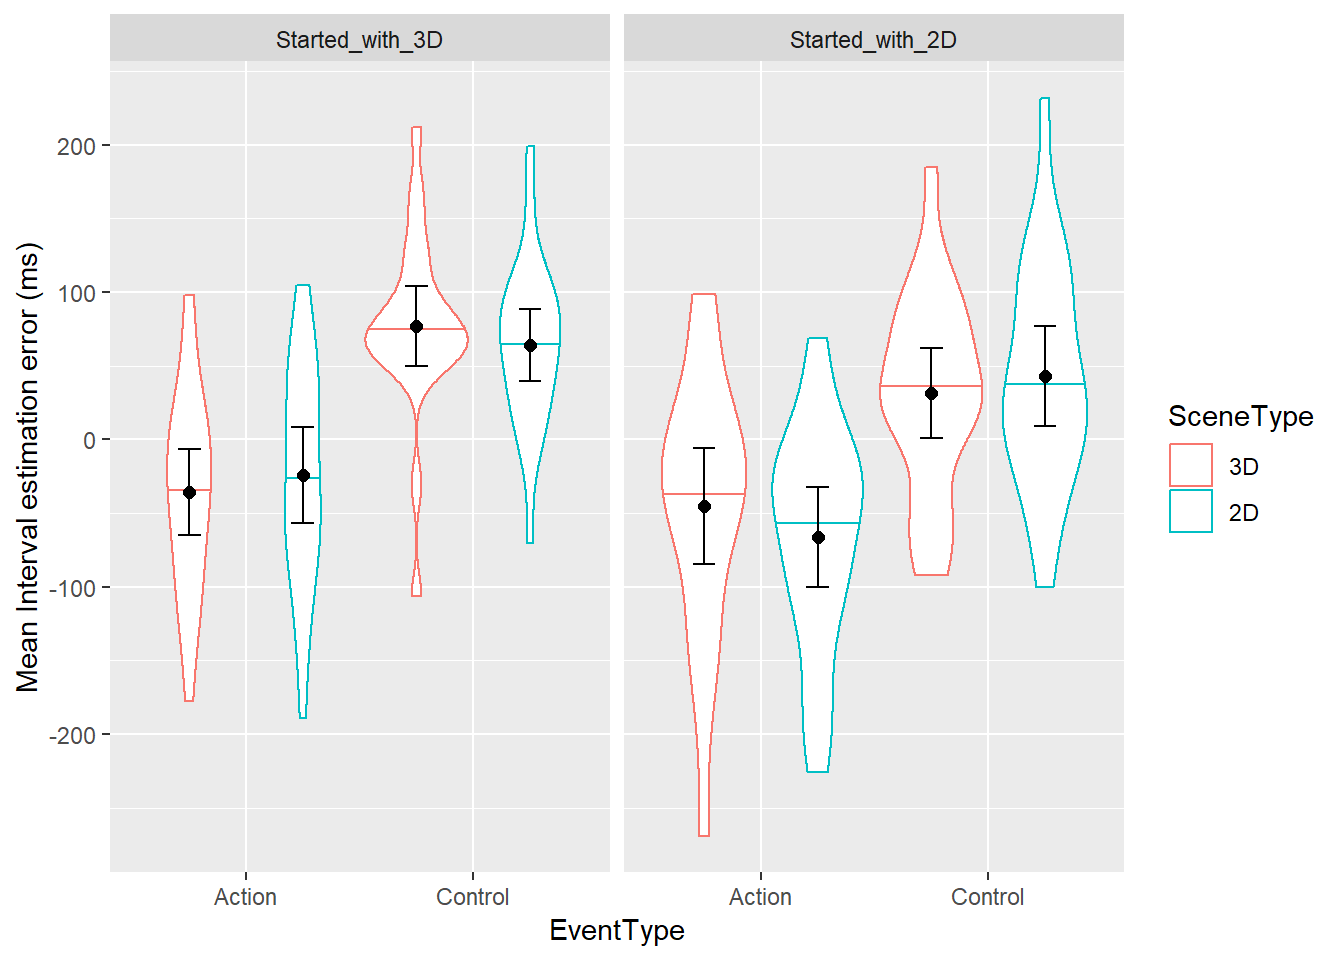 Started_with_3D
Started_with_2D
Mean Interval estimation error (ms)
200
100
0
-100
-200
Action
Control
Action
Control
EventType
SceneType
3D
2D